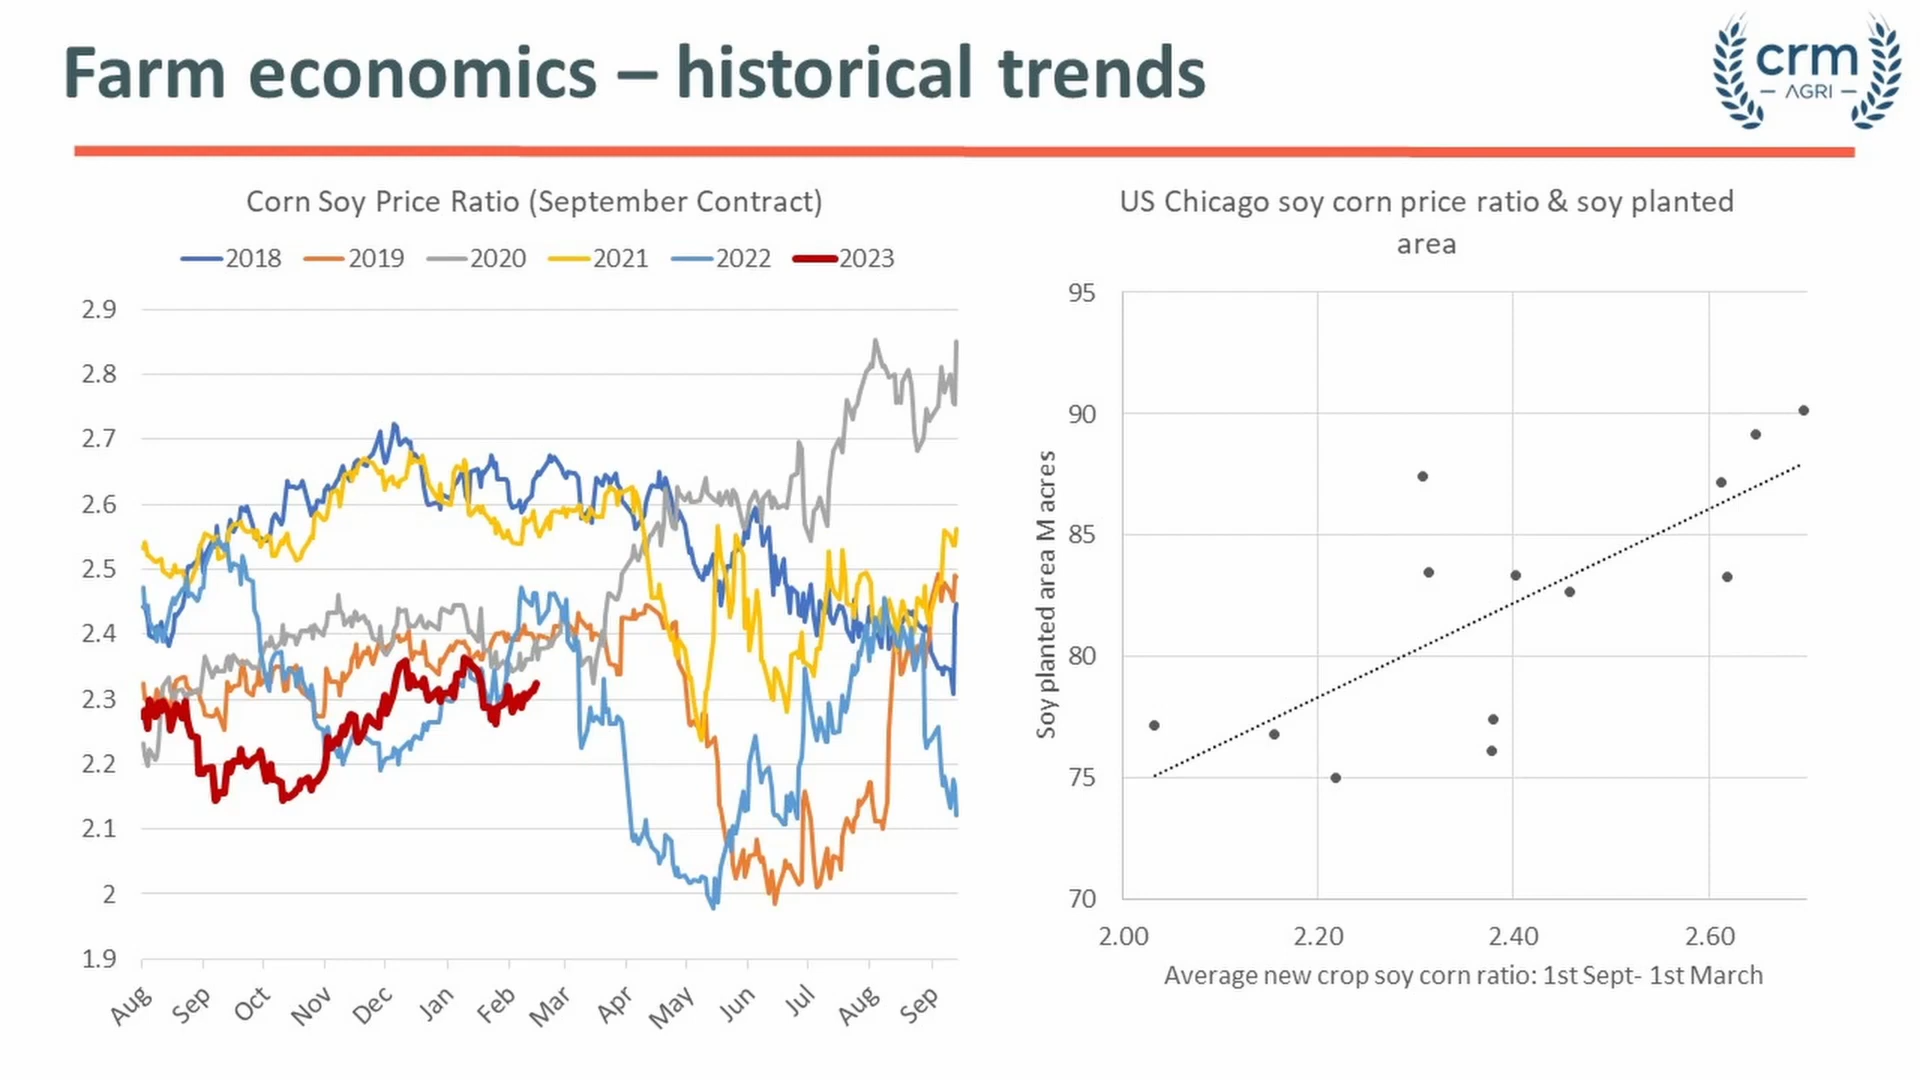 Farm economics – historical trends
crm
AGRI
Corn Soy Price Ratio (September Contract)
2018 2019 2020 2021 2022 2023
2.9
2.8
2.7
2.6
2.5
2.4
2.3
2.2
2.1
2
1.9
Aug Sep Oct Nov Dec Jan Feb Mar Apr May Jun Jul Aug Sep
US Chicago soy corn price ratio & soy planted
area
Soy planted area M acres
95
90
85
80
75
70
2.00 2.20 2.40 2.60
Average new crop soy corn ratio: 1st Sept- 1st March